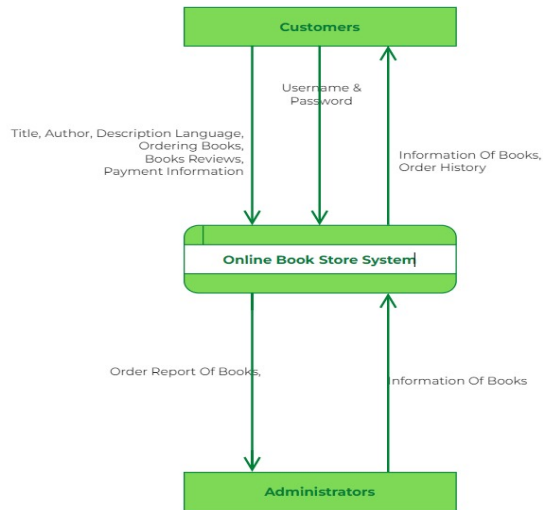 Customers
Username &
Password
Title, Author, Description Language,
Ordering Books,
Books Reviews,
Payment Information
Information Of Books,
Order History
Online Book Store System
Order Report Of Books,
Information Of Books
Administrators